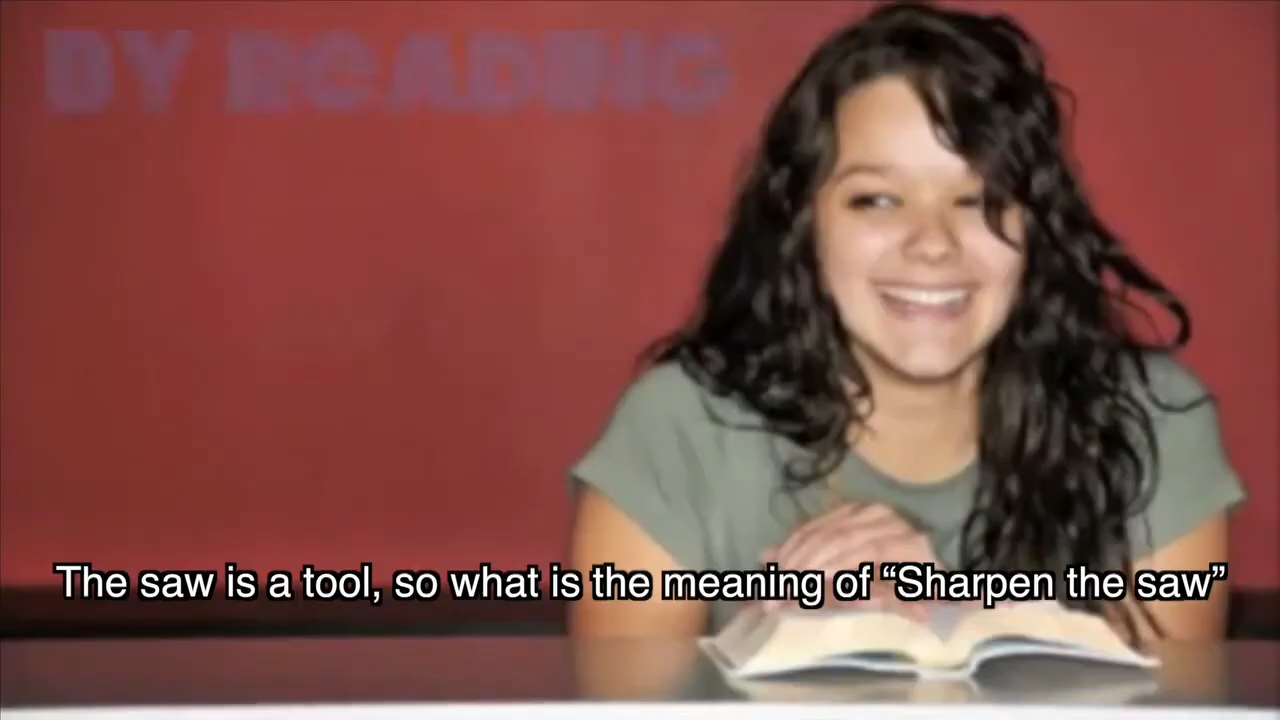 BY READING
The saw is a tool, so what is the meaning of “Sharpen the saw”